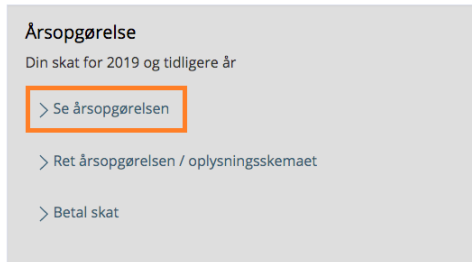 Årsopgørelse
Din skat for 2019 og tidligere år
Se årsopgørelsen
Ret årsopgørelsen / oplysningsskemaet
Betal skat